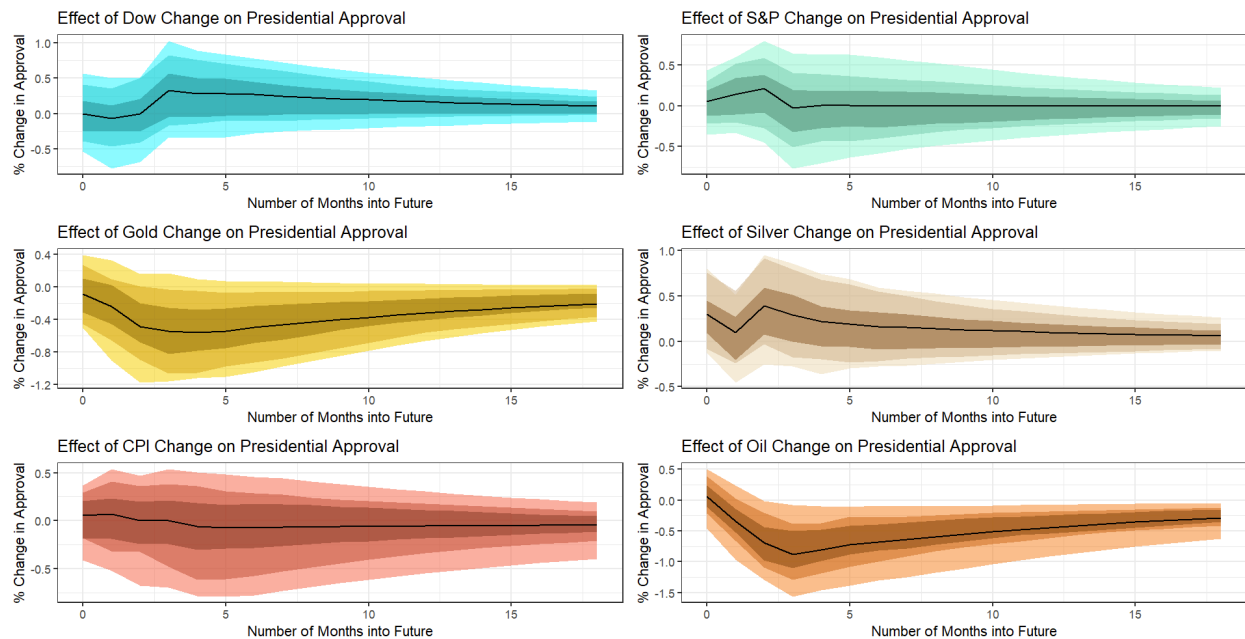 Effect of Dow Change on Presidential Approval
% Change in Approval
1.0
0.5
0.0
-0.5
0
5
10
15
Number of Months into Future
Effect of S&P Change on Presidential Approval
% Change in Approval
0.5
0.0
-0.5
0
5
10
15
Number of Months into Future
Effect of Gold Change on Presidential Approval
% Change in Approval
0.4
0.0
-0.4
-0.8
-1.2
0
5
10
15
Number of Months into Future
Effect of Silver Change on Presidential Approval
% Change in Approval
1.0
0.5
0.0
-0.5
0
5
10
15
Number of Months into Future
Effect of CPI Change on Presidential Approval
% Change in Approval
0.5
0.0
-0.5
0
5
10
15
Number of Months into Future
Effect of Oil Change on Presidential Approval
% Change in Approval
0.5
0.0
-0.5
-1.0
-1.5
0
5
10
15
Number of Months into Future